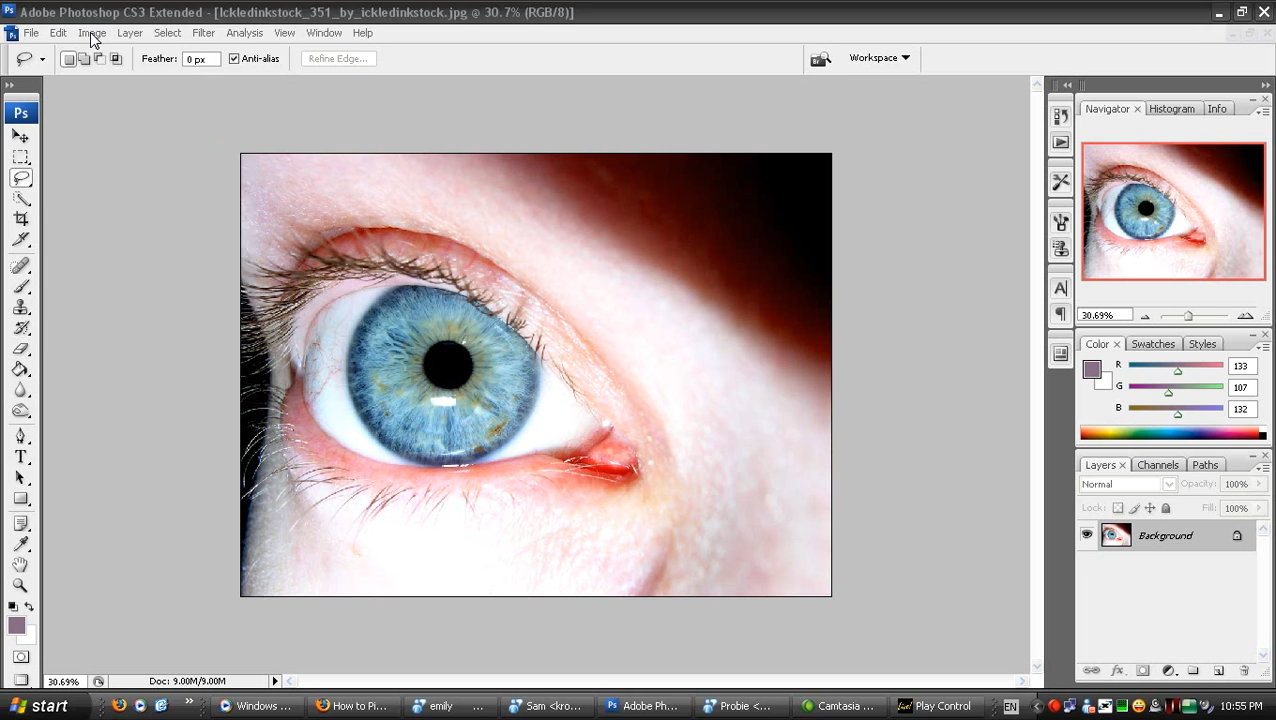 Adobe Photoshop CS3 Extended - [Ickledinkstock_351_by_ickledinkstock.jpg @ 30.7% (RGB/8)]
File Edit Image Layer Select Filter Analysis View Window Help
Feather: 0 px Anti-alias Refine Edge... Workspace
Ps
Navigator Histogram Info
30.69%
Color Swatches Styles
R 133
G 107
B 132
Layers Channels Paths
Normal Opacity: 100%
Lock: Fill: 100%
Background
30.69% Doc: 9.00M/9.00M
start Windows ... How to Pi... emily ... Sam <kro... Adobe Ph... Probie <... Camtasia ... Play Control EN 10:55 PM